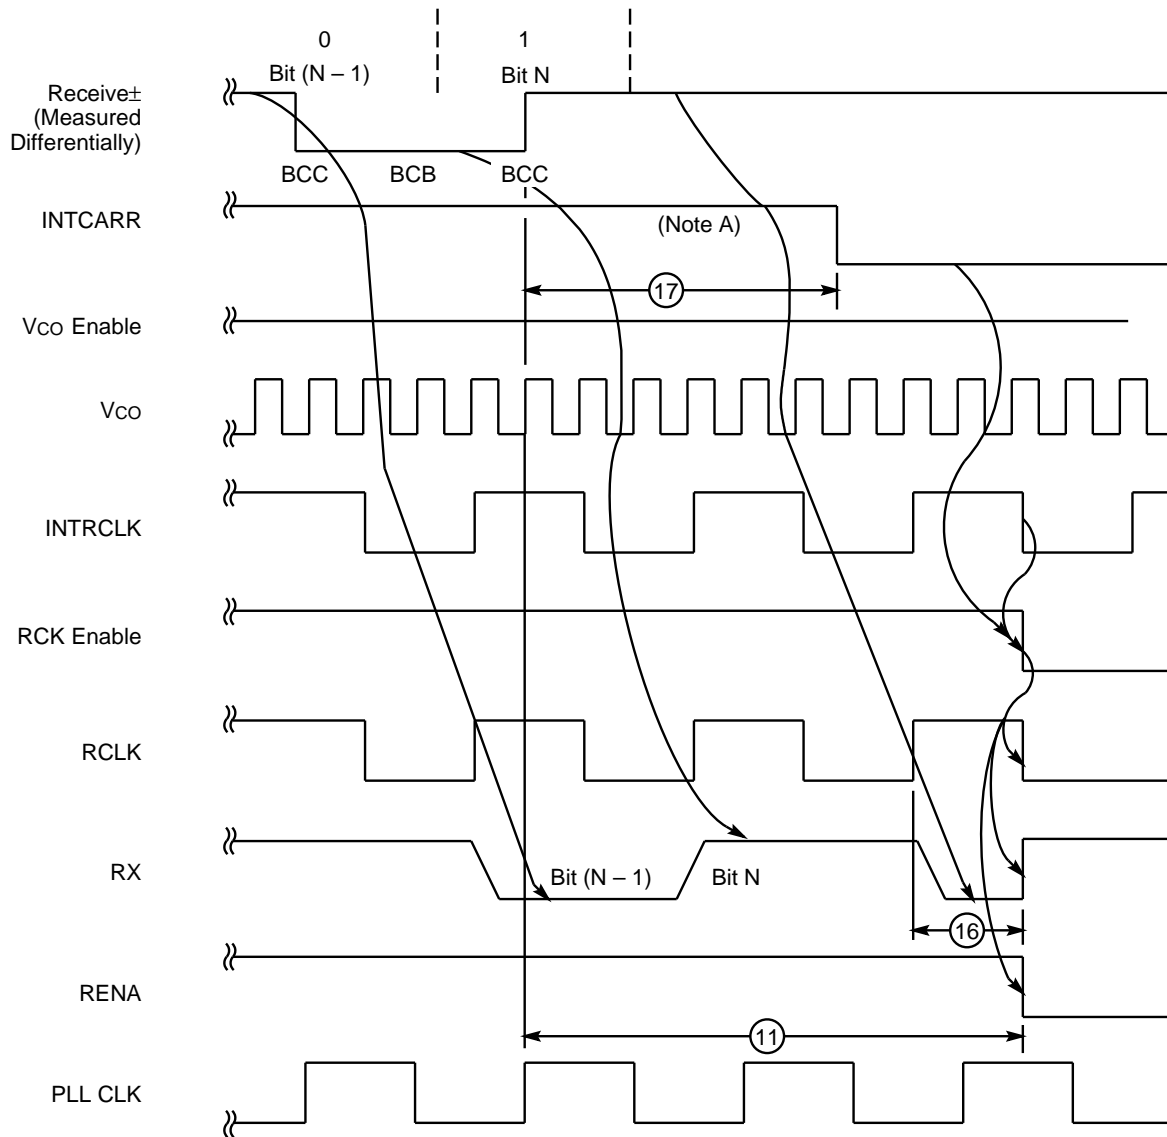 0
1
Bit (N – 1)
Bit N
Receive±
(Measured
Differentially)
BCC
BCB
BCC
INTCARR
(Note A)
17
VCO Enable
VCO
INTRCLK
RCK Enable
RCLK
RX
Bit (N – 1)
Bit N
16
RENA
11
PLL CLK